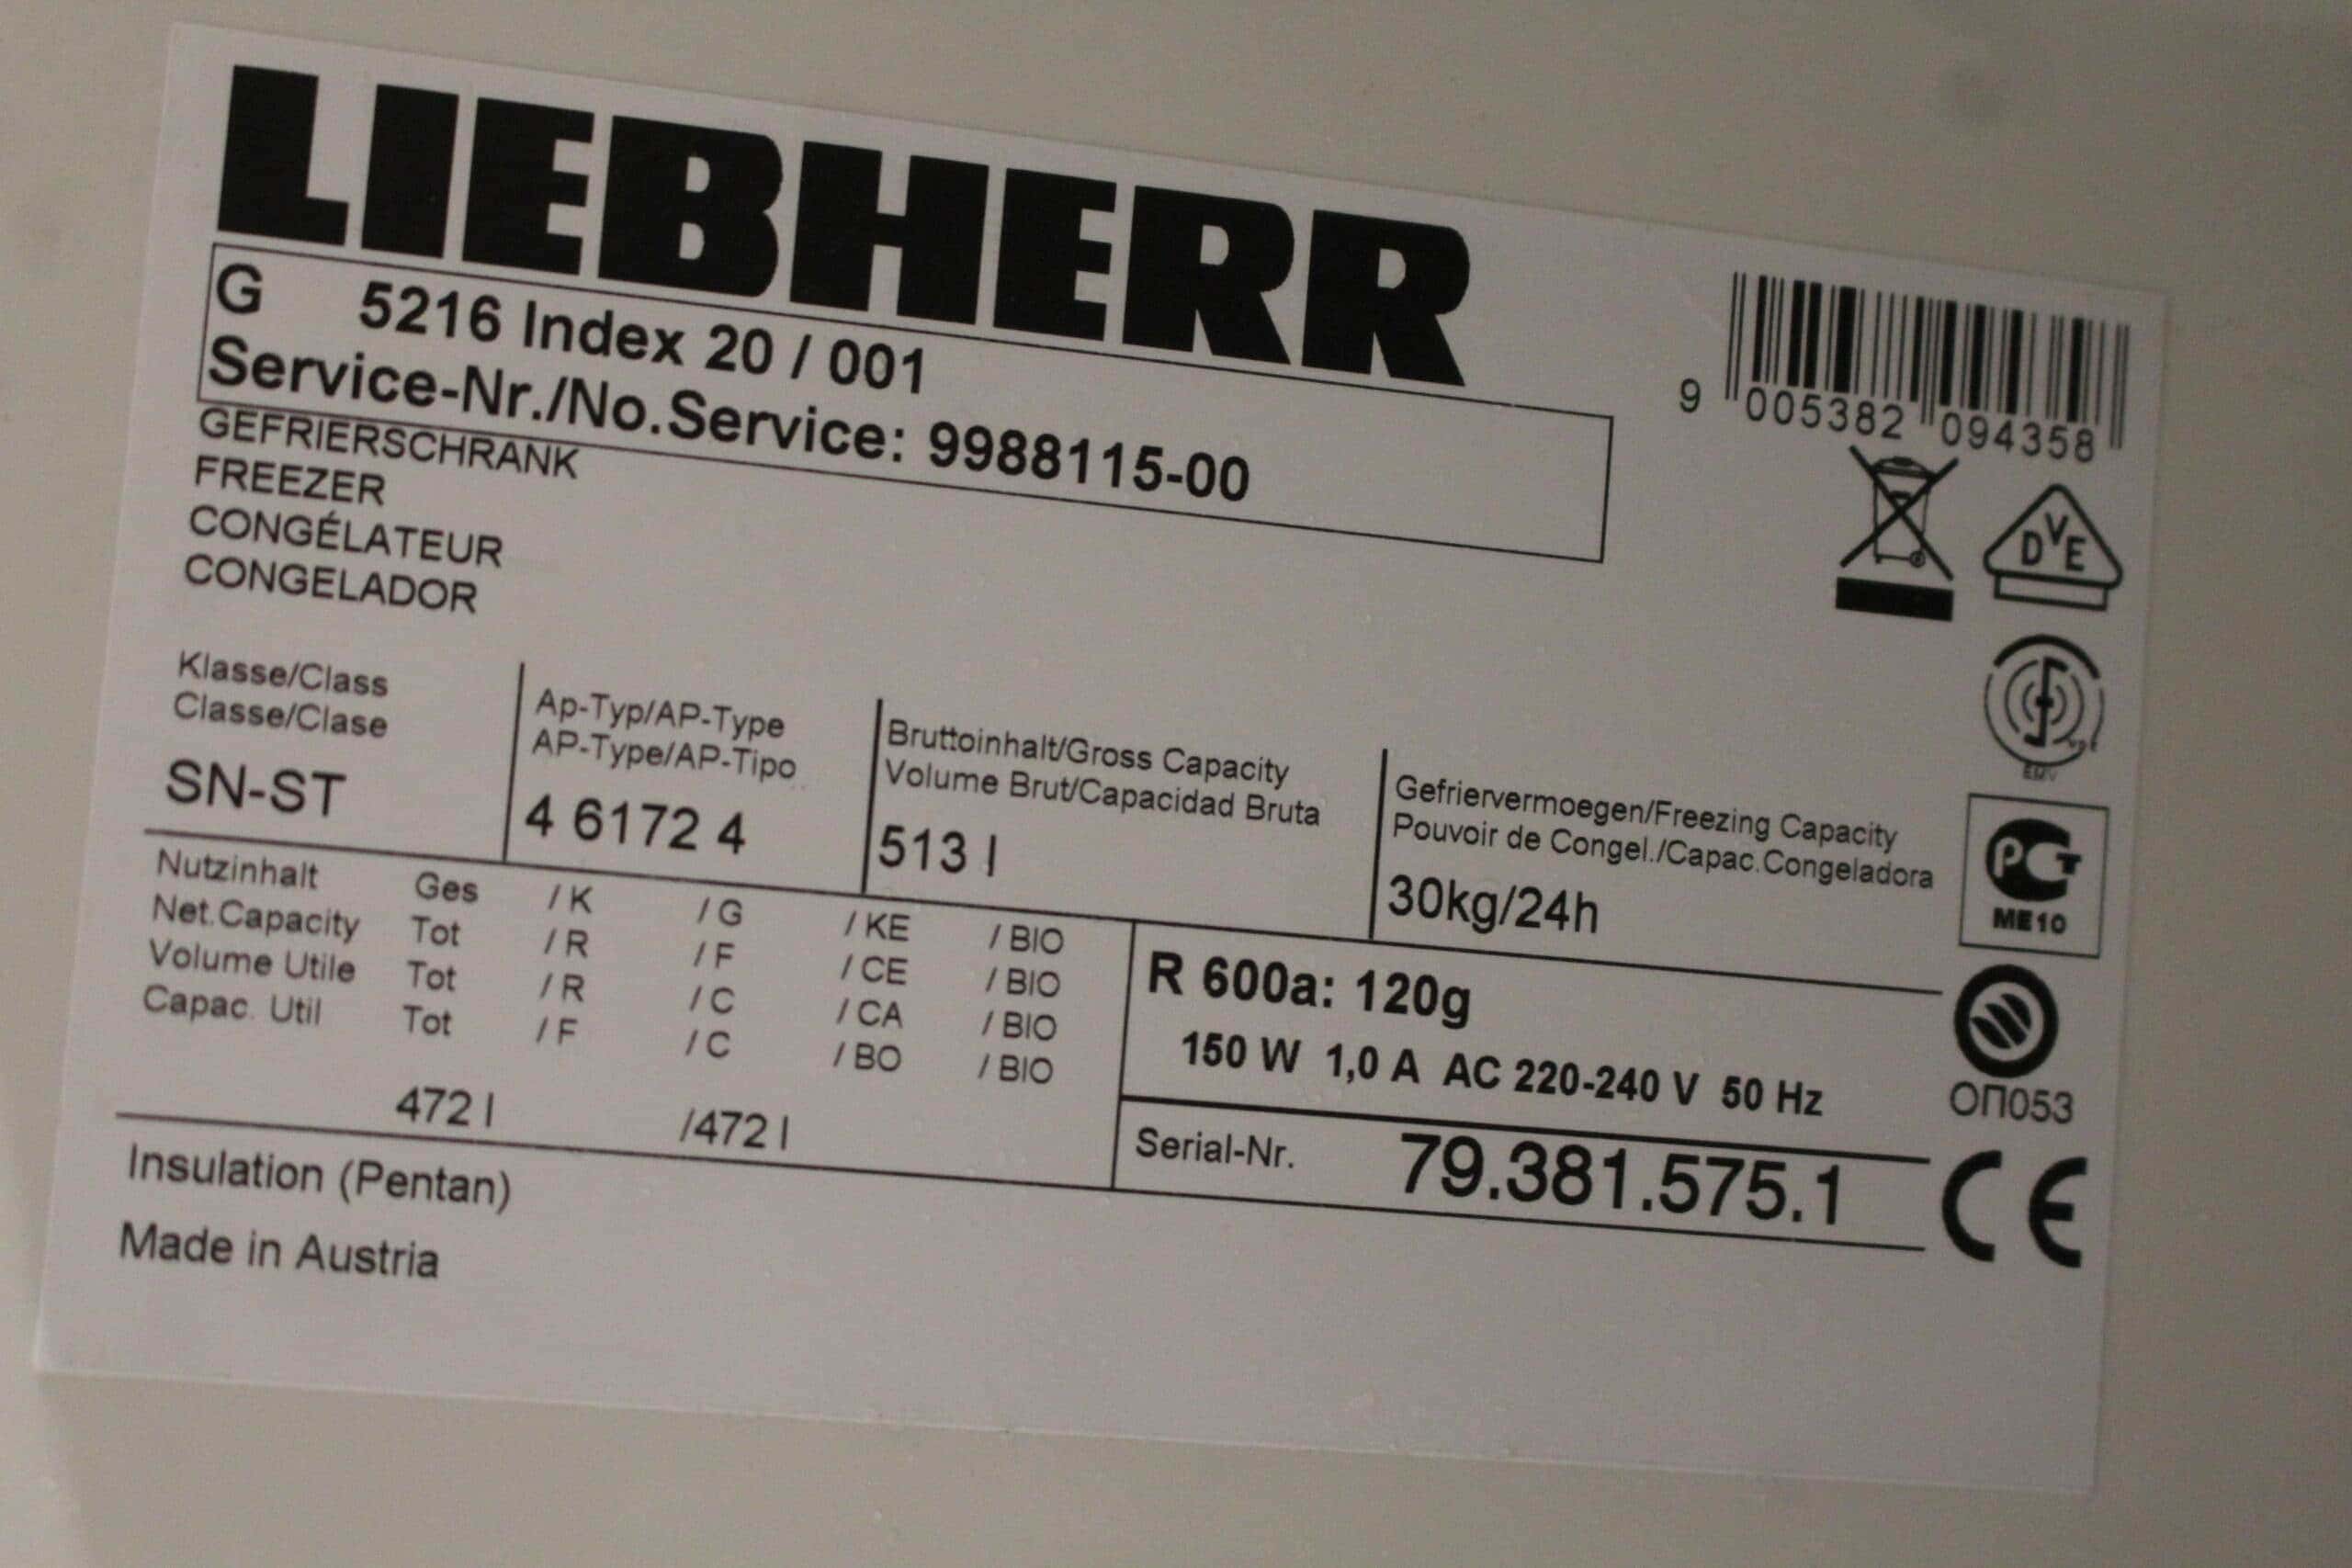 LIEBHERR
G 5216 Index 20 / 001
Service-Nr./No.Service: 9988115-00
9 005382 094358
GEFRIERSCHRANK
FREEZER
CONGÉLATEUR
CONGELADOR
DVE
EMV
Klasse/Class
Classe/Clase
SN-ST
Ap-Typ/AP-Type
AP-Type/AP-Tipo
4 6172 4
Bruttoinhalt/Gross Capacity
Volume Brut/Capacidad Bruta
513 l
Gefriervermoegen/Freezing Capacity
Pouvoir de Congel./Capac.Congeladora
30kg/24h
РСТ
ME10
Nutzinhalt Ges / K / G / KE / BIO
Net.Capacity Tot / R / F / CE / BIO
Volume Utile Tot / R / C / CA / BIO
Capac. Util Tot / F / C / BO / BIO
472 l /472 l
R 600a: 120g
150 W 1,0 A AC 220-240 V 50 Hz
ОП053
Serial-Nr. 79.381.575.1
CE
Insulation (Pentan)
Made in Austria